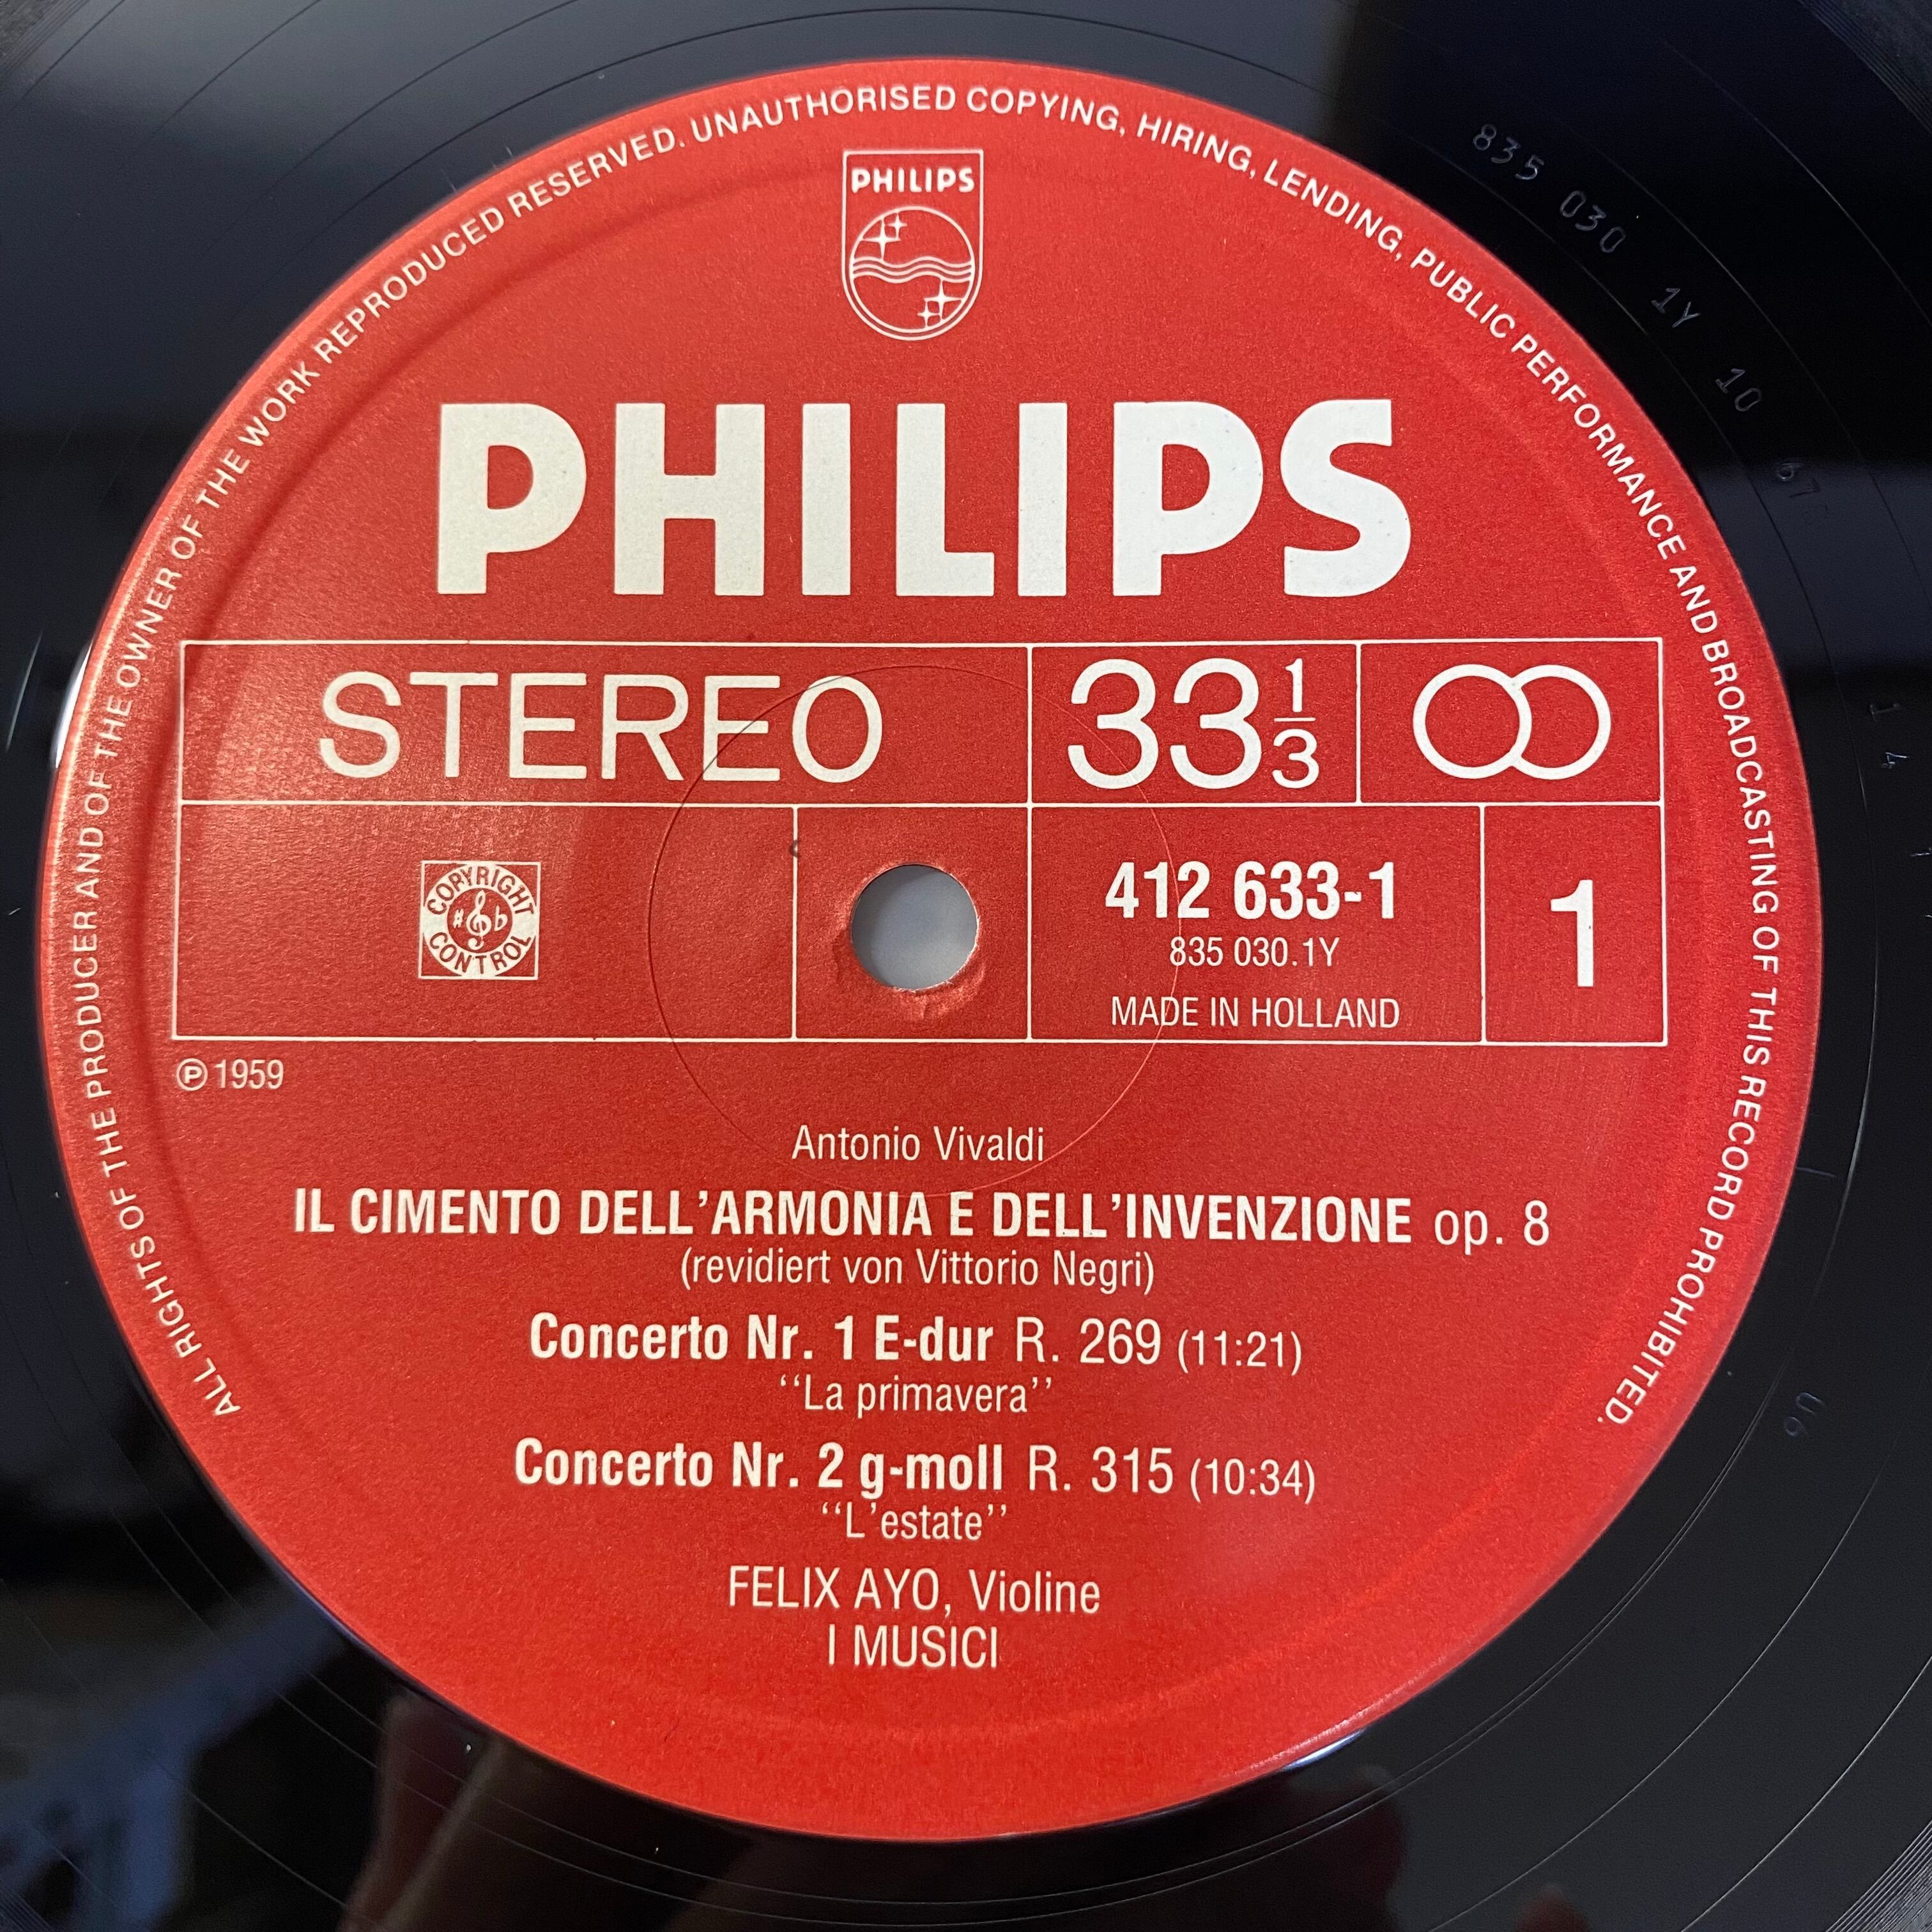 ALL RIGHTS OF THE PRODUCER AND OF THE OWNER OF THE WORK REPRODUCED RESERVED. UNAUTHORISED COPYING, HIRING, LENDING, PUBLIC PERFORMANCE AND BROADCASTING OF THIS RECORD PROHIBITED.
PHILIPS
PHILIPS
STEREO
33 1/3
COPYRIGHT CONTROL
412 633-1
835 030.1Y
MADE IN HOLLAND
1
℗ 1959
Antonio Vivaldi
IL CIMENTO DELL'ARMONIA E DELL'INVENZIONE op. 8
(revidiert von Vittorio Negri)
Concerto Nr. 1 E-dur R. 269 (11:21)
''La primavera''
Concerto Nr. 2 g-moll R. 315 (10:34)
''L'estate''
FELIX AYO, Violine
I MUSICI
835 030 1Y 10 67